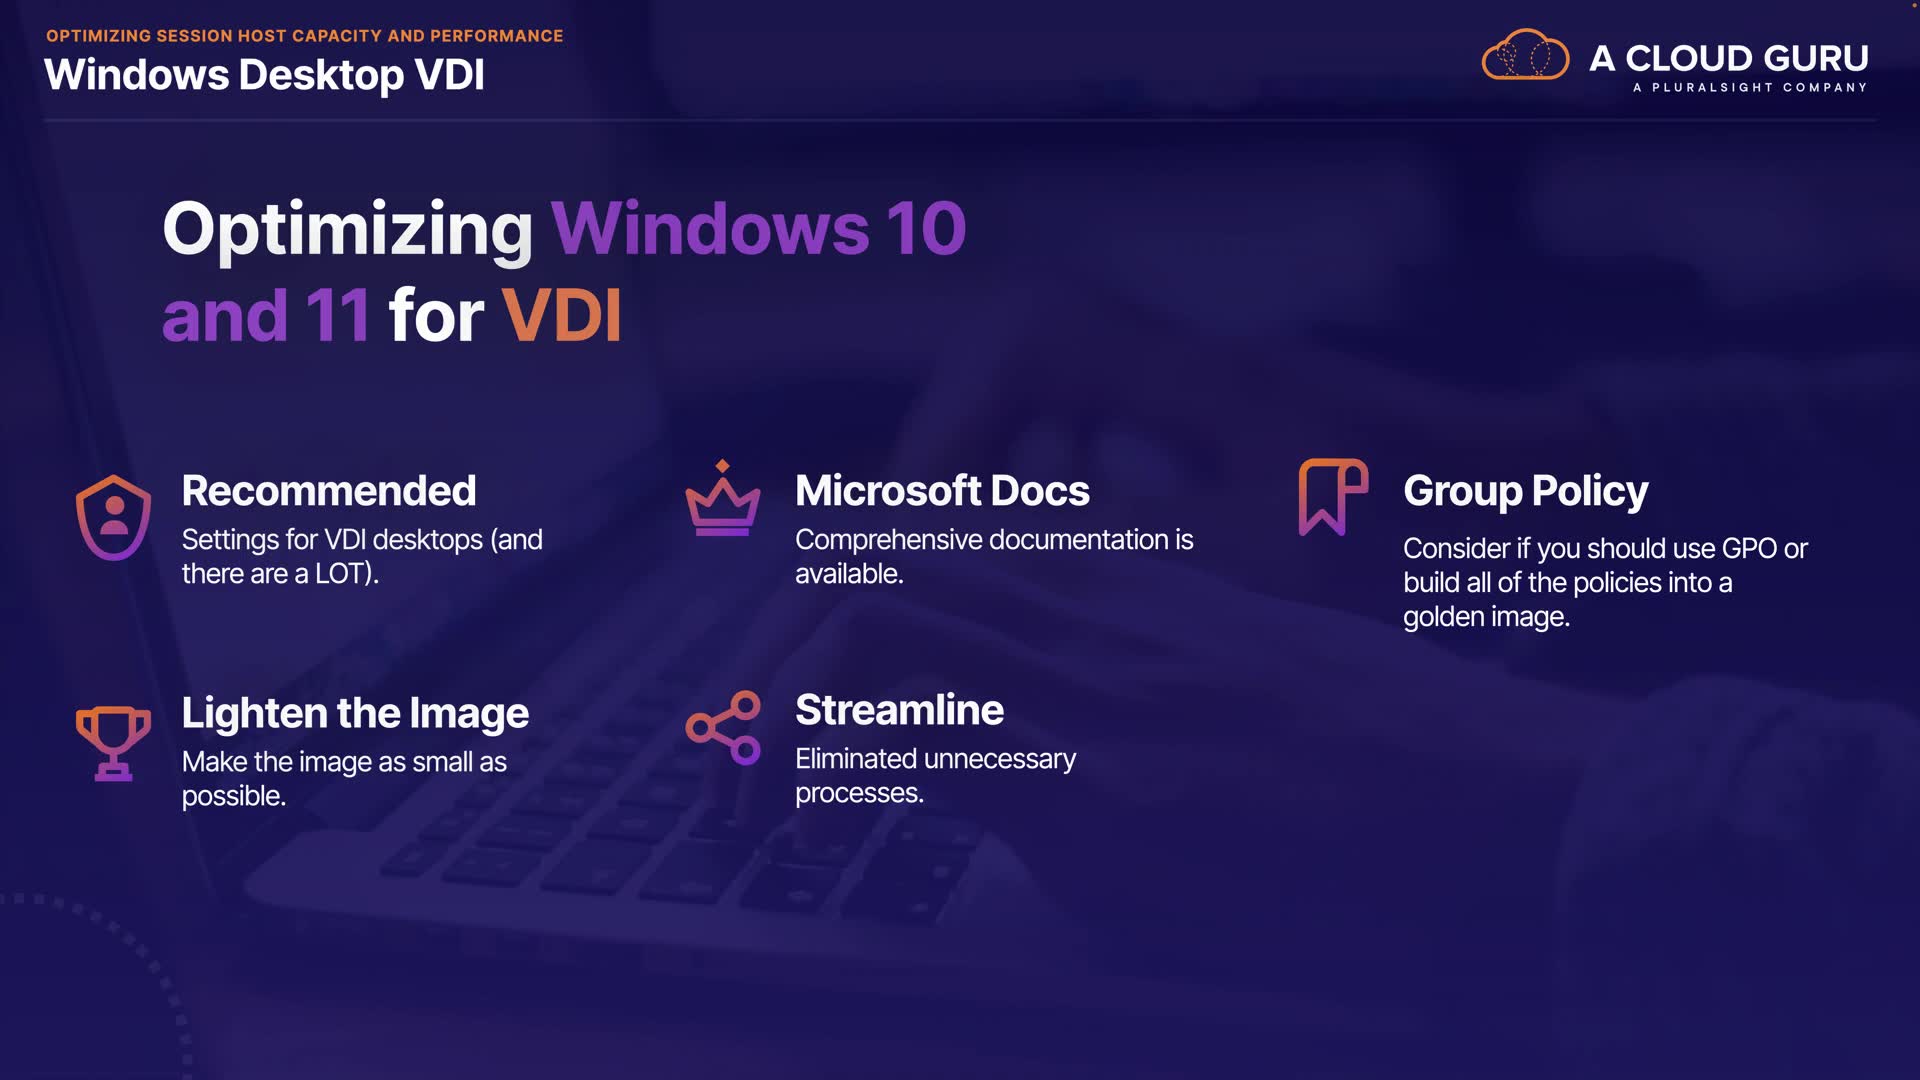 OPTIMIZING SESSION HOST CAPACITY AND PERFORMANCE
Windows Desktop VDI
A CLOUD GURU
A PLURALSIGHT COMPANY
Optimizing Windows 10
and 11 for VDI
Recommended
Settings for VDI desktops (and
there are a LOT).
Microsoft Docs
Comprehensive documentation is
available.
Group Policy
Consider if you should use GPO or
build all of the policies into a
golden image.
Lighten the Image
Make the image as small as
possible.
Streamline
Eliminated unnecessary
processes.